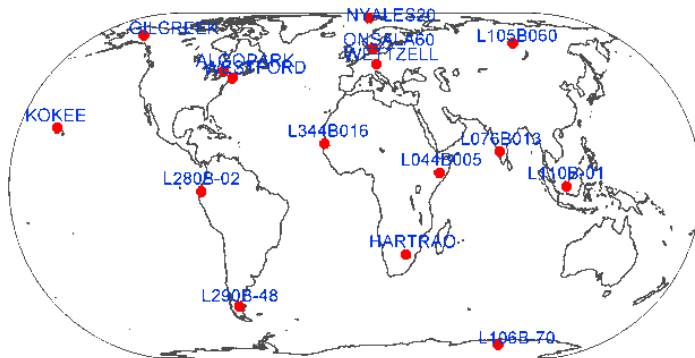 NYALES20
GILCREEK
ONSALA60
L105B060
WETTZELL
ALGOPARK
WESTFORD
KOKEE
L344B016
L076B013
L044B005
L280B-02
L110B-01
HARTRAO
L290B-48
L106B-70